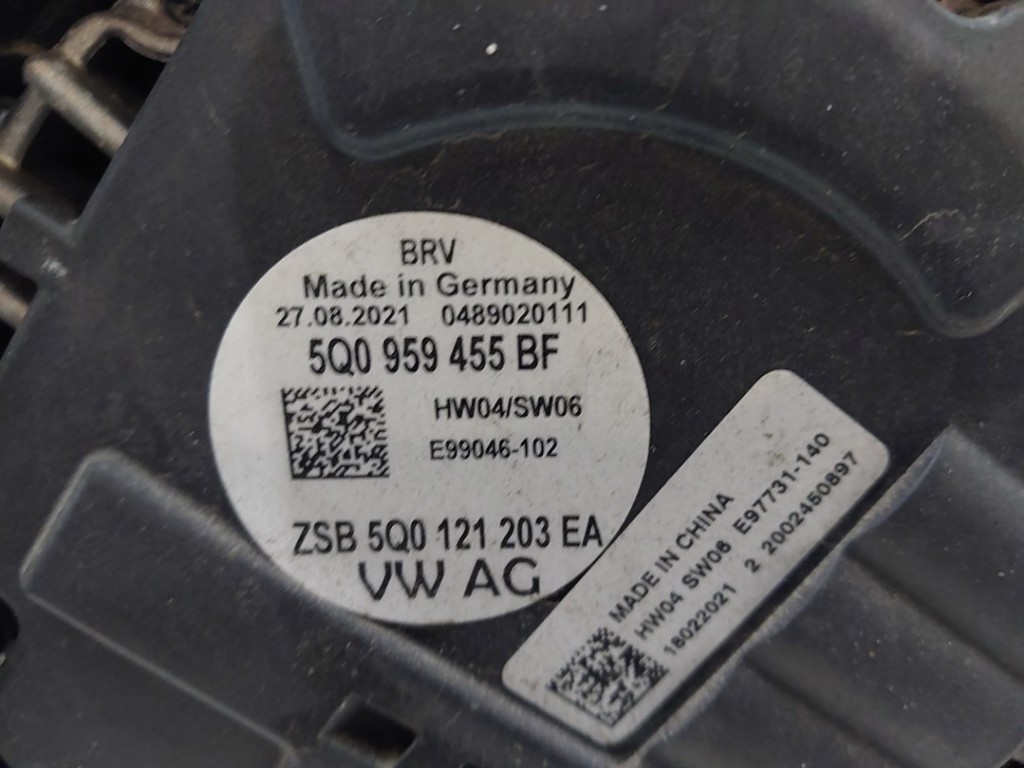 BRV
Made in Germany
27.08.2021 0489020111
5Q0 959 455 BF
HW04/SW06
E99046-102
ZSB 5Q0 121 203 EA
VW AG
MADE IN CHINA
HW04 SW06 E97731-140
18022021 2 2002450897